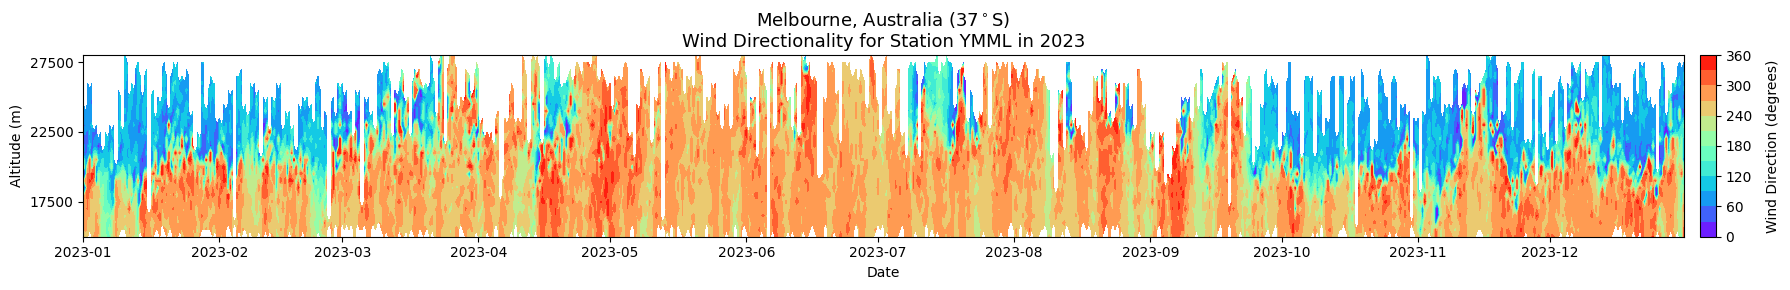 Melbourne, Australia (37°S)
Wind Directionality for Station YMML in 2023
27500
22500
17500
Altitude (m)
2023-01 2023-02 2023-03 2023-04 2023-05 2023-06 2023-07 2023-08 2023-09 2023-10 2023-11 2023-12
Date
360
300
240
180
120
60
0
Wind Direction (degrees)